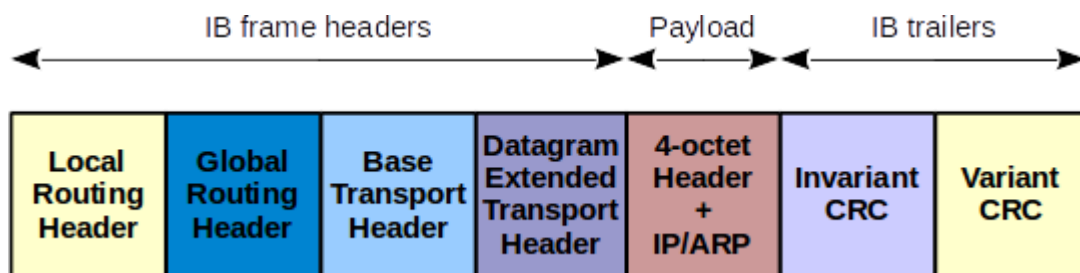 IB frame headers Payload IB trailers
Local
Routing
Header
Global
Routing
Header
Base
Transport
Header
Datagram
Extended
Transport
Header
4-octet
Header
+
IP/ARP
Invariant
CRC
Variant
CRC